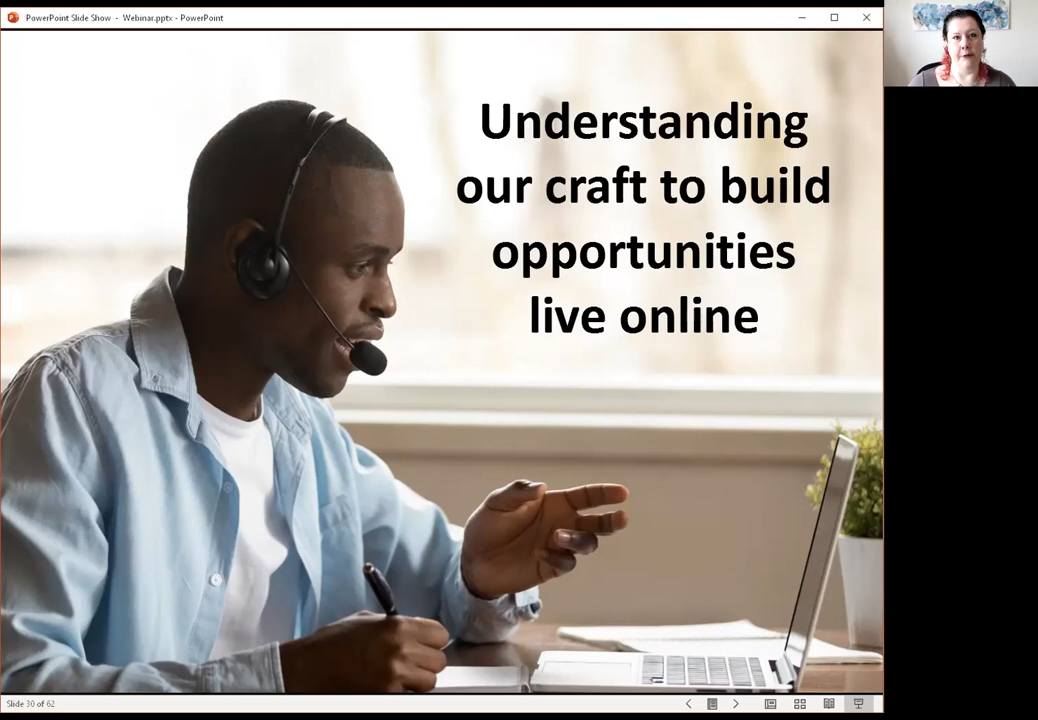 PowerPoint Slide Show - Webinar.pptx - PowerPoint
Understanding
our craft to build
opportunities
live online
Slide 30 of 62